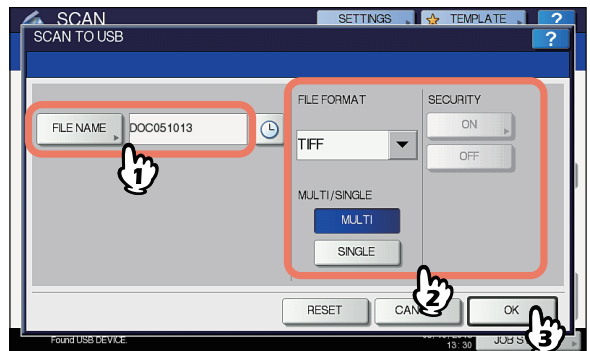 SCAN
SETTINGS
TEMPLATE
?
SCAN TO USB
?
FILE NAME
DOC051013
FILE FORMAT
TIFF
MULTI/SINGLE
MULTI
SINGLE
SECURITY
ON
OFF
1
2
3
RESET
OK
Found USB DEVICE.
13:30